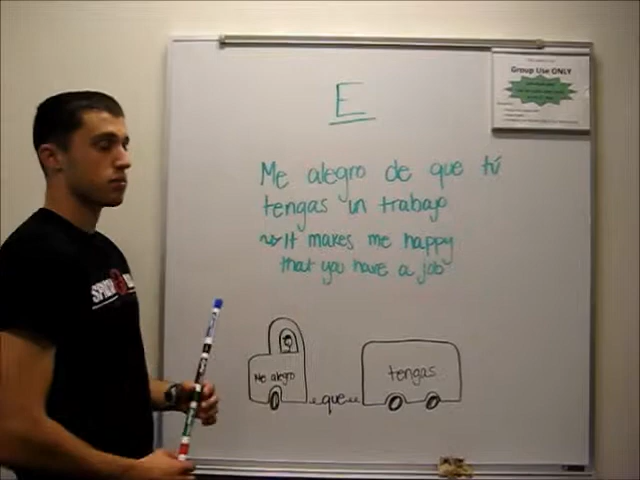 Group Use ONLY
E
Me alegro de que tú
tengas un trabajo
It makes me happy
that you have a job
Me alegro
que
tengas